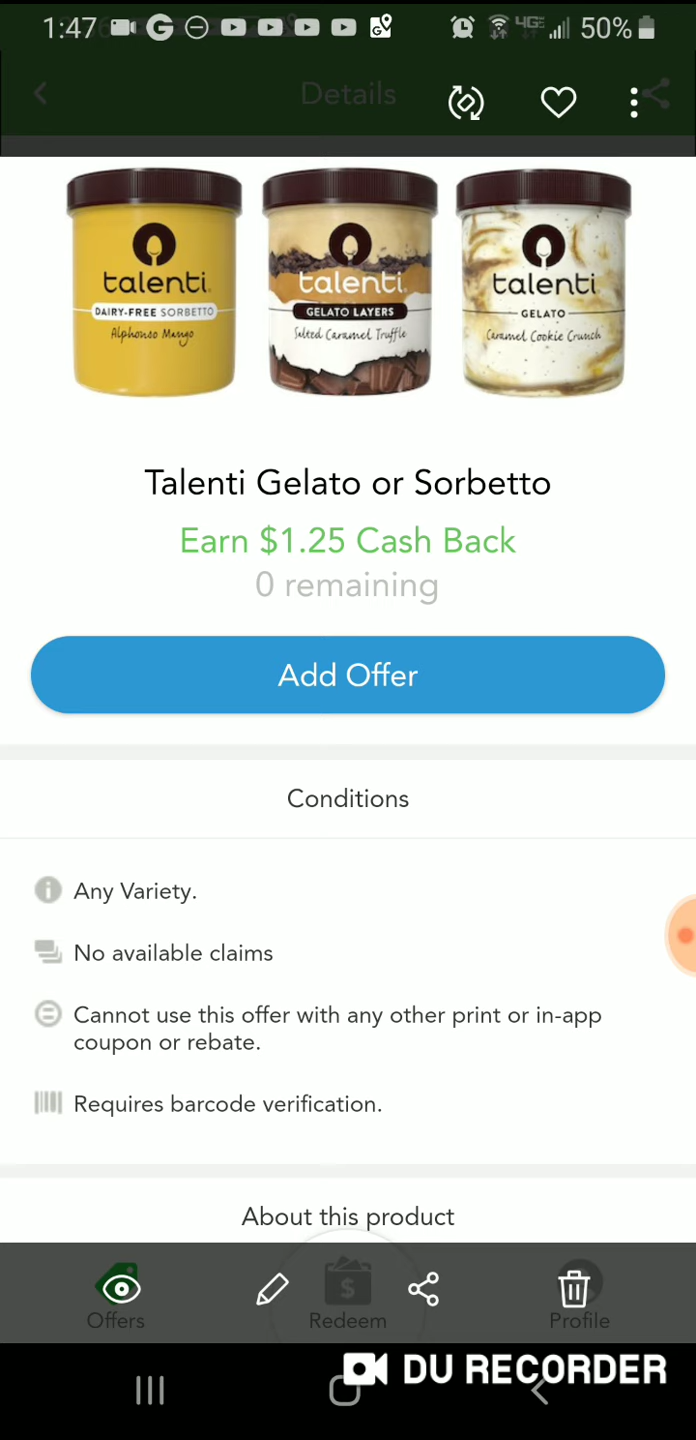 1:47
4GE
50%
Details
talenti
DAIRY-FREE SORBETTO
Alphonso Mango
talenti
GELATO LAYERS
Salted Caramel Truffle
talenti
GELATO
Caramel Cookie Crunch
Talenti Gelato or Sorbetto
Earn $1.25 Cash Back
0 remaining
Add Offer
Conditions
Any Variety.
No available claims
Cannot use this offer with any other print or in-app
coupon or rebate.
Requires barcode verification.
About this product
Offers
Redeem
Profile
DU RECORDER